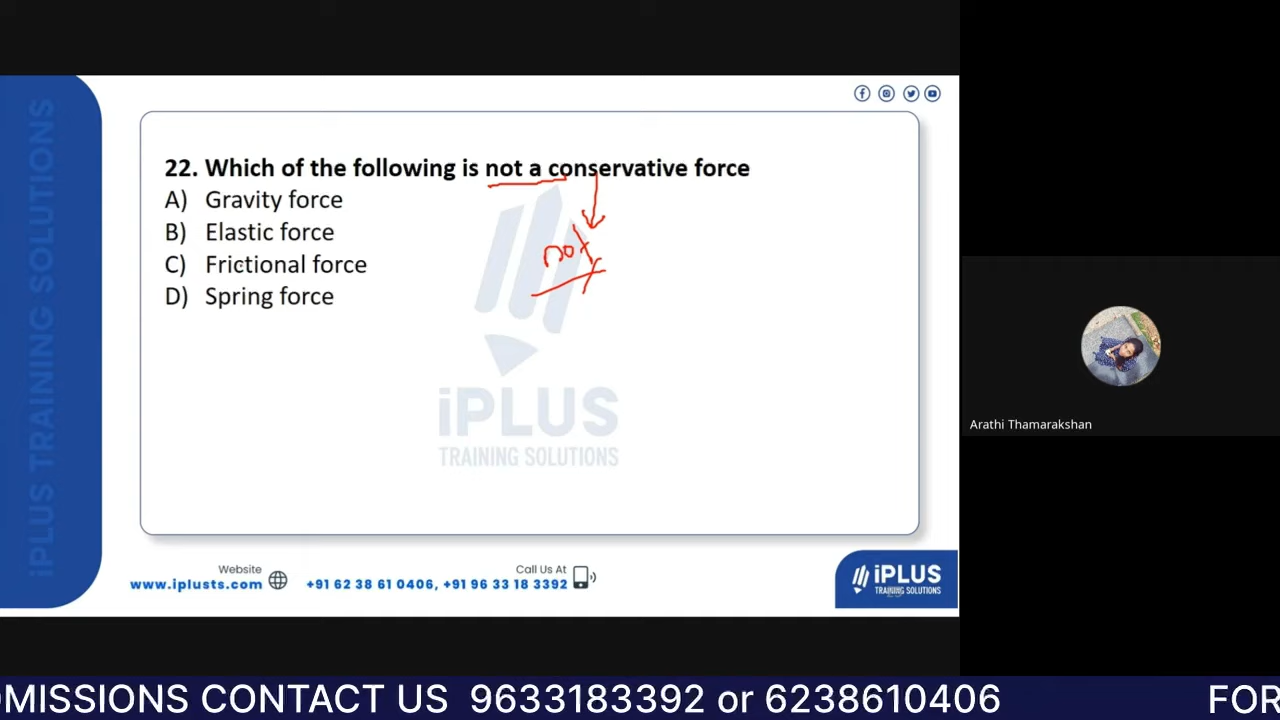 iPLUS TRAINING SOLUTIONS
22. Which of the following is not a conservative force
A) Gravity force
B) Elastic force
C) Frictional force
D) Spring force
not
iPLUS
TRAINING SOLUTIONS
Arathi Thamarakshan
Website
www.iplusts.com
Call Us At
+91 62 38 61 0406, +91 96 33 18 3392
iPLUS
TRAINING SOLUTIONS
DMISSIONS CONTACT US 9633183392 or 6238610406 FOR